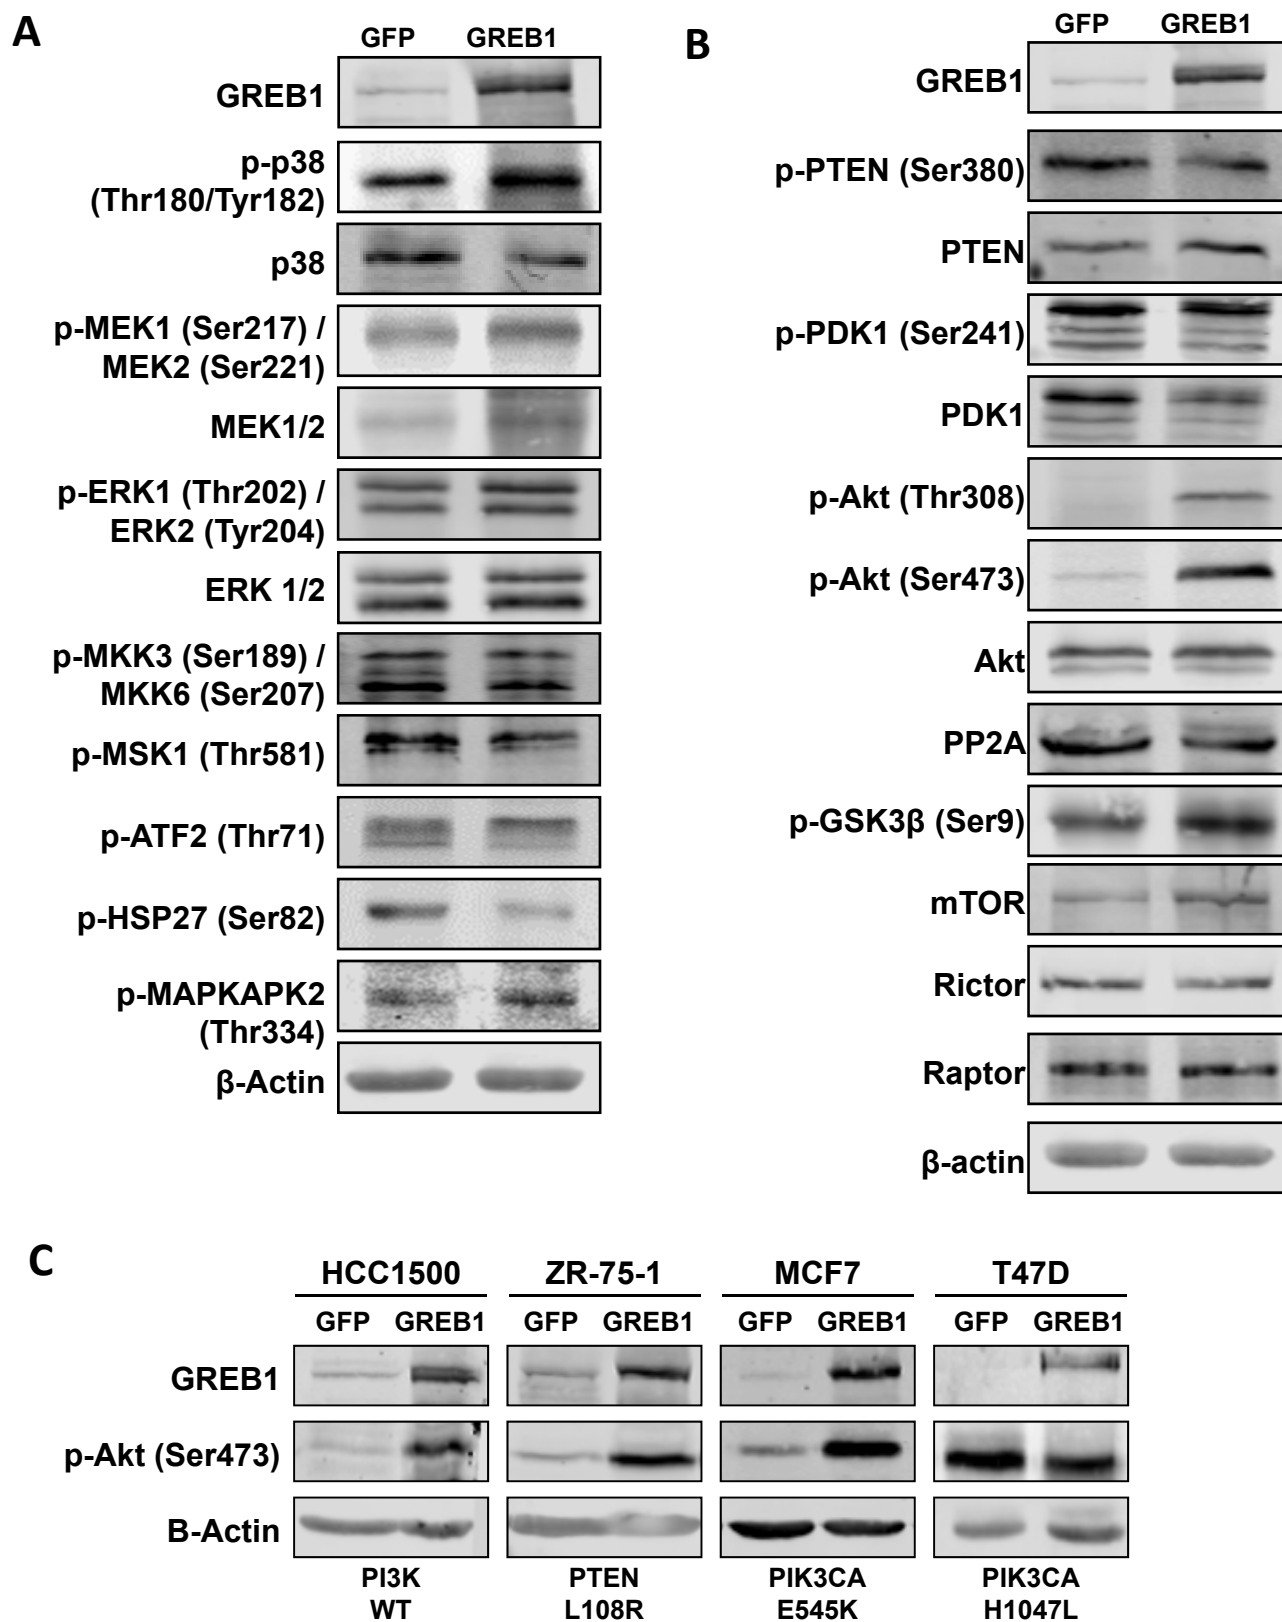 A
GFP GREB1
GREB1
p-p38
(Thr180/Tyr182)
p38
p-MEK1 (Ser217) /
MEK2 (Ser221)
MEK1/2
p-ERK1 (Thr202) /
ERK2 (Tyr204)
ERK 1/2
p-MKK3 (Ser189) /
MKK6 (Ser207)
p-MSK1 (Thr581)
p-ATF2 (Thr71)
p-HSP27 (Ser82)
p-MAPKAPK2
(Thr334)
β-Actin
B
GFP GREB1
GREB1
p-PTEN (Ser380)
PTEN
p-PDK1 (Ser241)
PDK1
p-Akt (Thr308)
p-Akt (Ser473)
Akt
PP2A
p-GSK3β (Ser9)
mTOR
Rictor
Raptor
β-actin
C
HCC1500 ZR-75-1 MCF7 T47D
GFP GREB1 GFP GREB1 GFP GREB1 GFP GREB1
GREB1
p-Akt (Ser473)
B-Actin
PI3K PTEN PIK3CA PIK3CA
WT L108R E545K H1047L